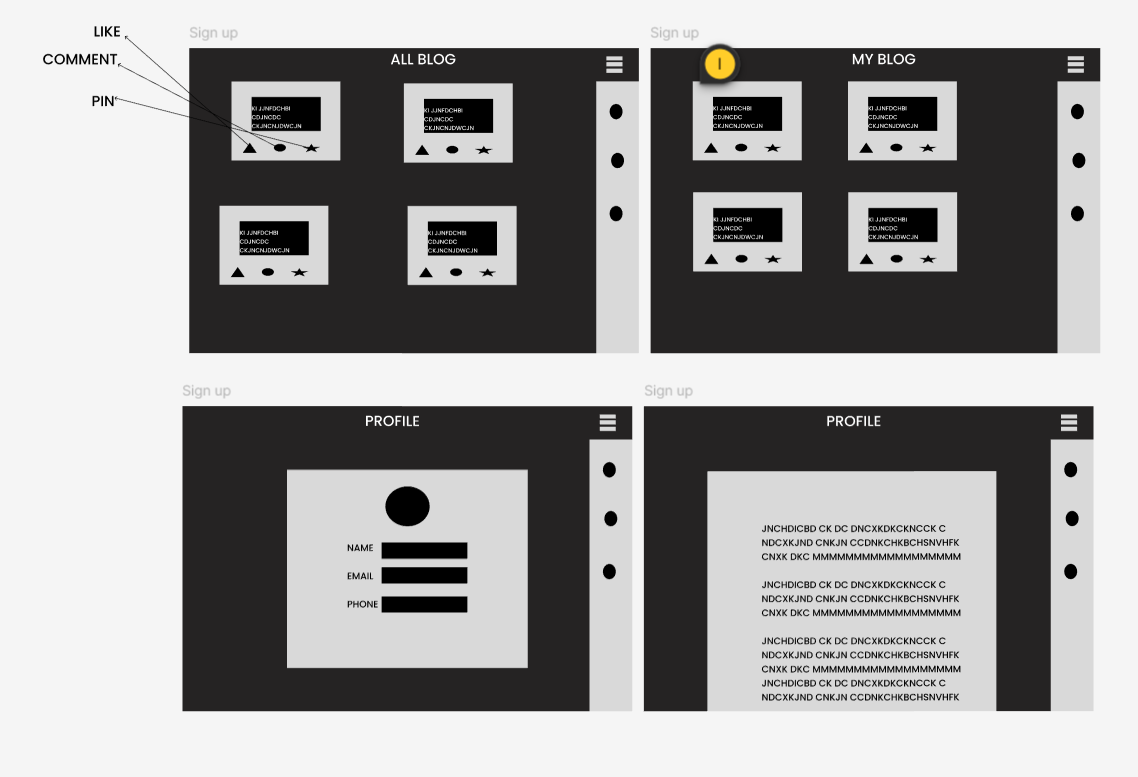 LIKE
COMMENT
PIN
Sign up
ALL BLOG
KI JJNFDCHBI
CDJNCDC
CKJNCNJDWCJN
KI JJNFDCHBI
CDJNCDC
CKJNCNJDWCJN
KI JJNFDCHBI
CDJNCDC
CKJNCNJDWCJN
KI JJNFDCHBI
CDJNCDC
CKJNCNJDWCJN
Sign up
I
MY BLOG
KI JJNFDCHBI
CDJNCDC
CKJNCNJDWCJN
KI JJNFDCHBI
CDJNCDC
CKJNCNJDWCJN
KI JJNFDCHBI
CDJNCDC
CKJNCNJDWCJN
KI JJNFDCHBI
CDJNCDC
CKJNCNJDWCJN
Sign up
PROFILE
NAME
EMAIL
PHONE
Sign up
PROFILE
JNCHDICBD CK DC DNCXKDKCKNCCK C
NDCXKJND CNKJN CCDNKCHKBCHSNVHFK
CNXK DKC MMMMMMMMMMMMMMMMMM
JNCHDICBD CK DC DNCXKDKCKNCCK C
NDCXKJND CNKJN CCDNKCHKBCHSNVHFK
CNXK DKC MMMMMMMMMMMMMMMMMM
JNCHDICBD CK DC DNCXKDKCKNCCK C
NDCXKJND CNKJN CCDNKCHKBCHSNVHFK
CNXK DKC MMMMMMMMMMMMMMMMMM
JNCHDICBD CK DC DNCXKDKCKNCCK C
NDCXKJND CNKJN CCDNKCHKBCHSNVHFK